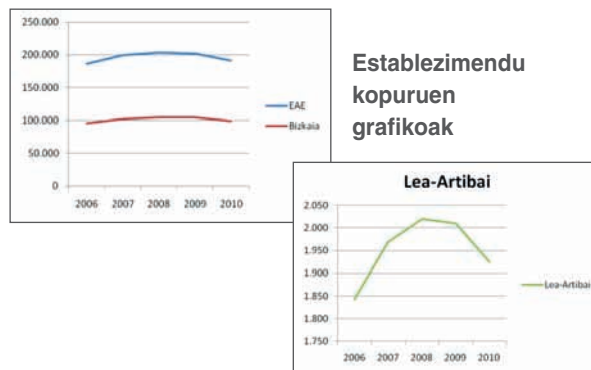 250.000
200.000
150.000
100.000
50.000
0
2006 2007 2008 2009 2010
EAE
Bizkaia
Establezimendu
kopuruen
grafikoak
Lea-Artibai
2.050
2.000
1.950
1.900
1.850
1.800
1.750
2006 2007 2008 2009 2010
Lea-Artibai